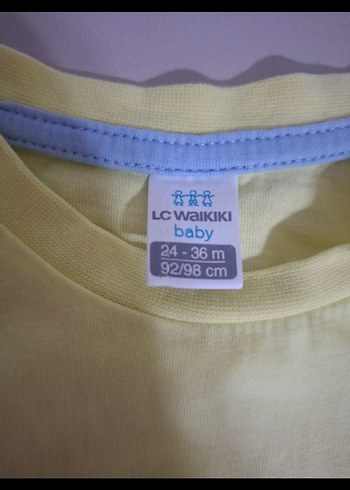 LC WAIKIKI
baby
24 - 36 m
92/98 cm